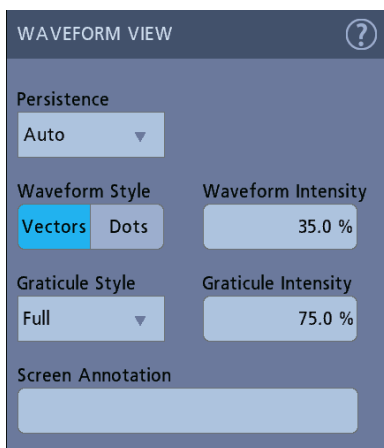 WAVEFORM VIEW ?
Persistence
Auto
Waveform Style Waveform Intensity
Vectors Dots 35.0 %
Graticule Style Graticule Intensity
Full 75.0 %
Screen Annotation